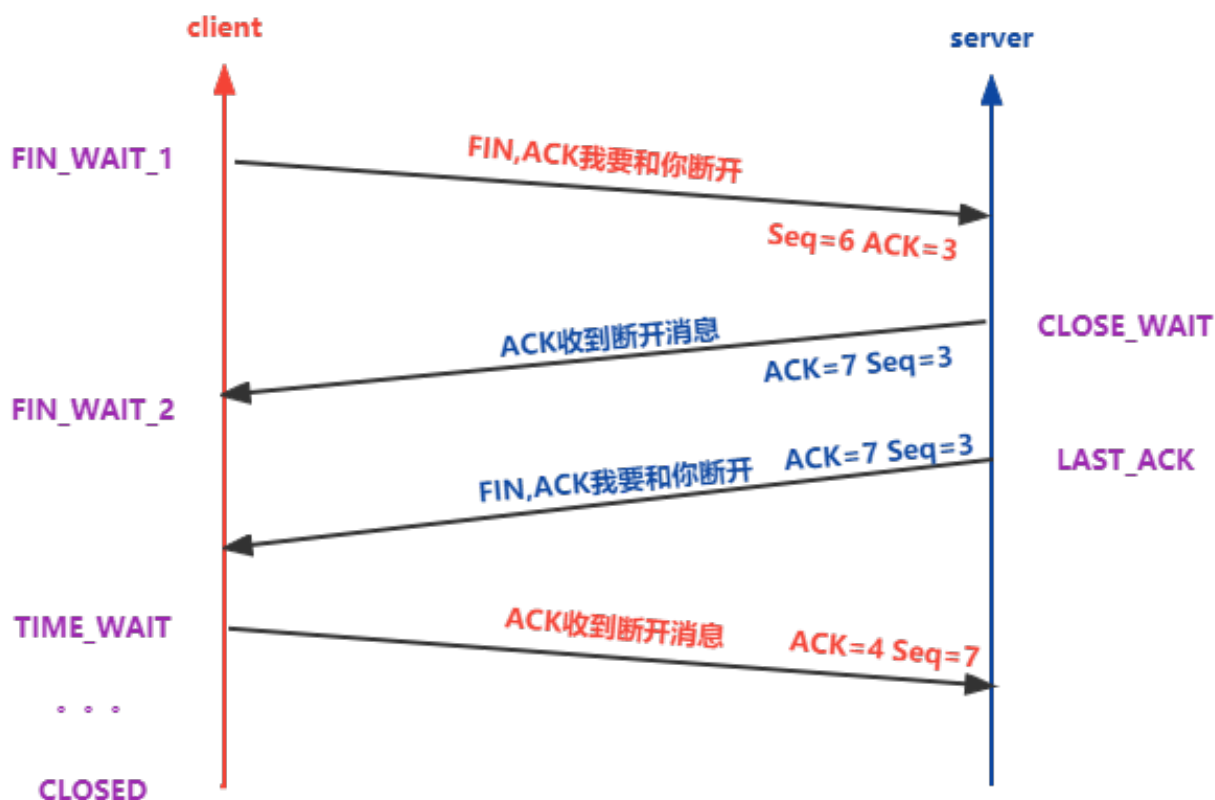 client
server
FIN_WAIT_1
FIN,ACK我要和你断开
Seq=6 ACK=3
ACK收到断开消息
CLOSE_WAIT
ACK=7 Seq=3
FIN_WAIT_2
FIN,ACK我要和你断开
ACK=7 Seq=3
LAST_ACK
TIME_WAIT
ACK收到断开消息
ACK=4 Seq=7
。。。
CLOSED